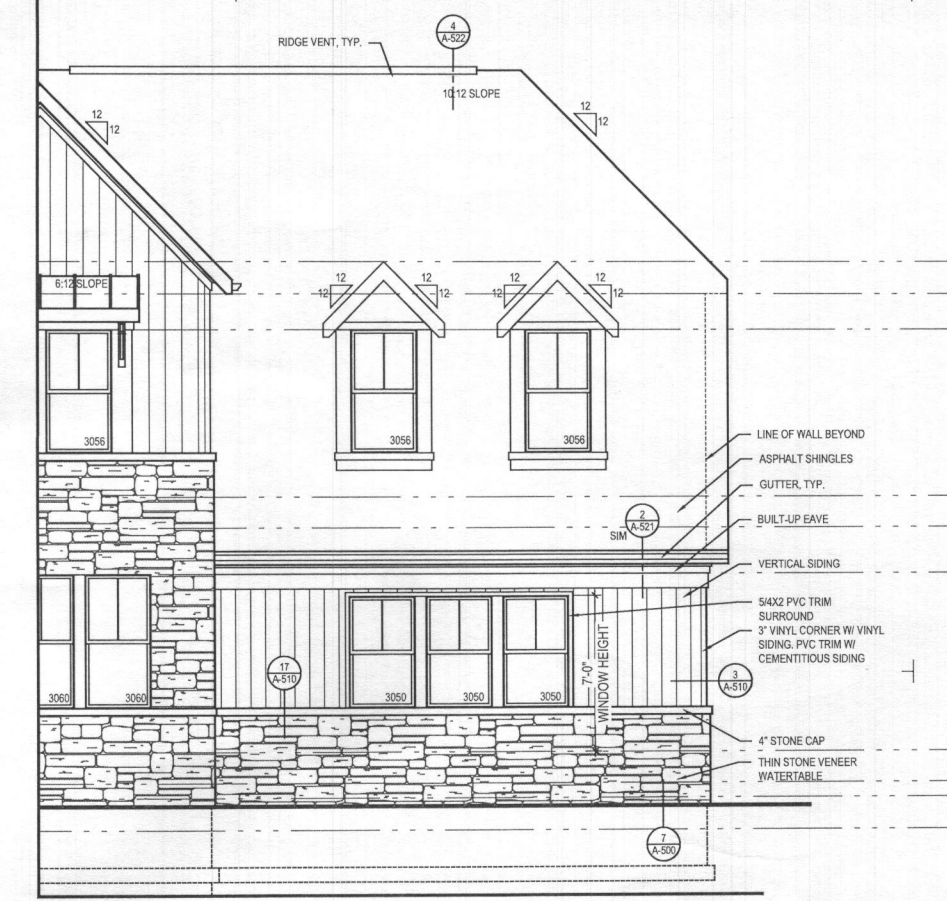 4
A-522
RIDGE VENT, TYP.
10:12 SLOPE
12
12
12
12
6:12 SLOPE
12
12
12
12
12
12
12
12
3056
3056
3056
LINE OF WALL BEYOND
ASPHALT SHINGLES
GUTTER, TYP.
2
A-521
SIM
BUILT-UP EAVE
VERTICAL SIDING
5/4X2 PVC TRIM
SURROUND
3" VINYL CORNER W/ VINYL
SIDING. PVC TRIM W/
CEMENTITIOUS SIDING
7'-0"
WINDOW HEIGHT
17
A-510
3
A-510
3060
3060
3050
3050
3050
4" STONE CAP
THIN STONE VENEER
WATERTABLE
7
A-500